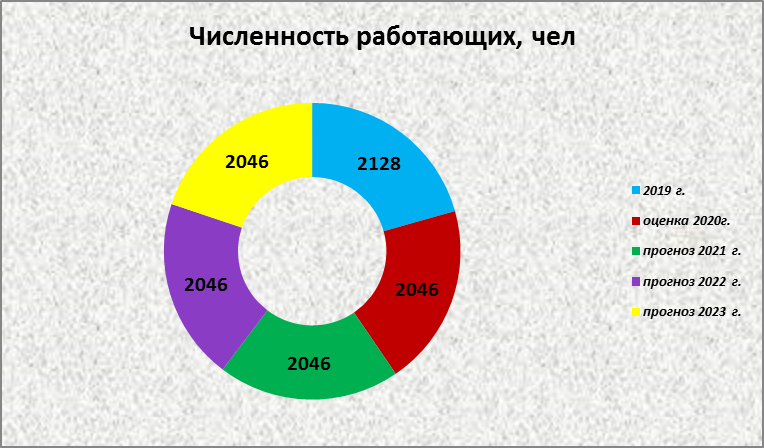 Численность работающих, чел
2128
2046
2046
2046
2046
2019 г.
оценка 2020г.
прогноз 2021 г.
прогноз 2022 г.
прогноз 2023 г.